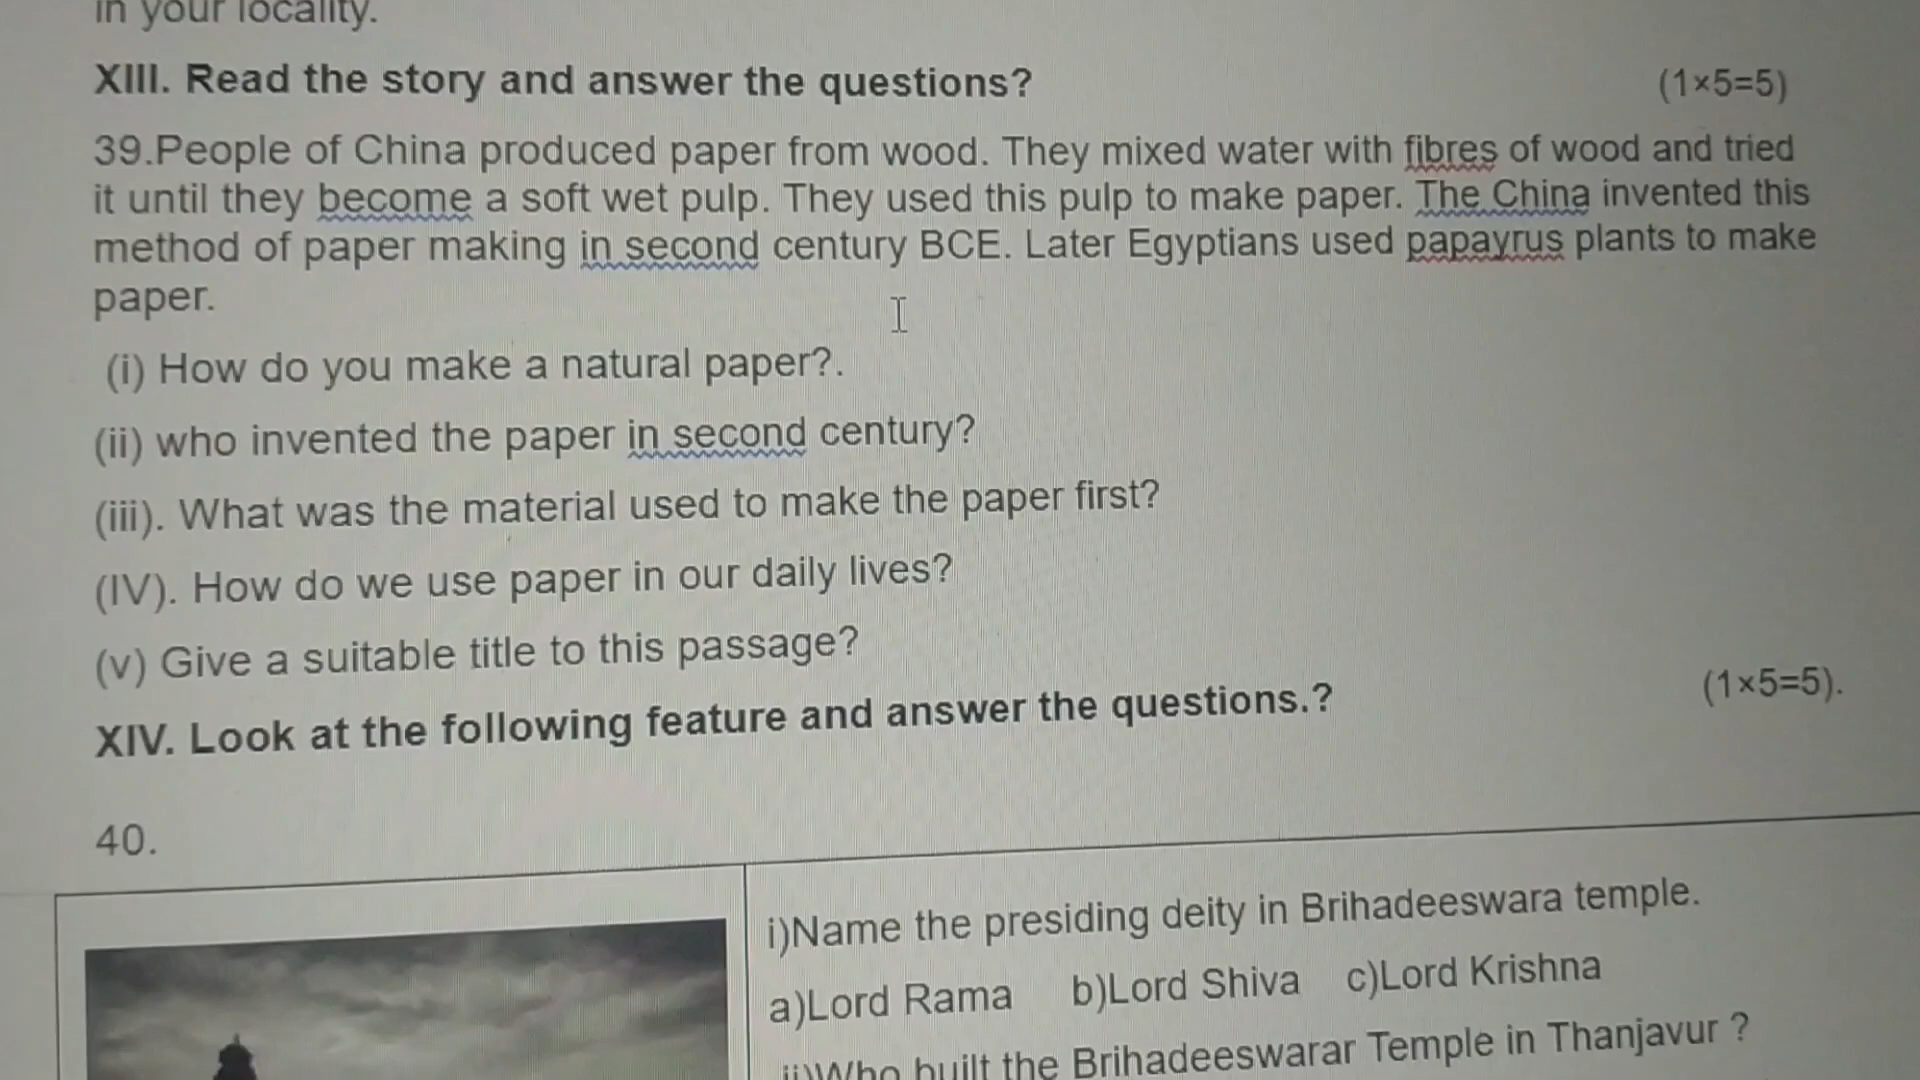 in your locality.
XIII. Read the story and answer the questions? (1×5=5)
39.People of China produced paper from wood. They mixed water with fibres of wood and tried
it until they become a soft wet pulp. They used this pulp to make paper. The China invented this
method of paper making in second century BCE. Later Egyptians used papayrus plants to make
paper.
(i) How do you make a natural paper?.
(ii) who invented the paper in second century?
(iii). What was the material used to make the paper first?
(IV). How do we use paper in our daily lives?
(v) Give a suitable title to this passage?
XIV. Look at the following feature and answer the questions.? (1×5=5).
40.
i)Name the presiding deity in Brihadeeswara temple.
a)Lord Rama b)Lord Shiva c)Lord Krishna
ii)Who built the Brihadeeswarar Temple in Thanjavur ?